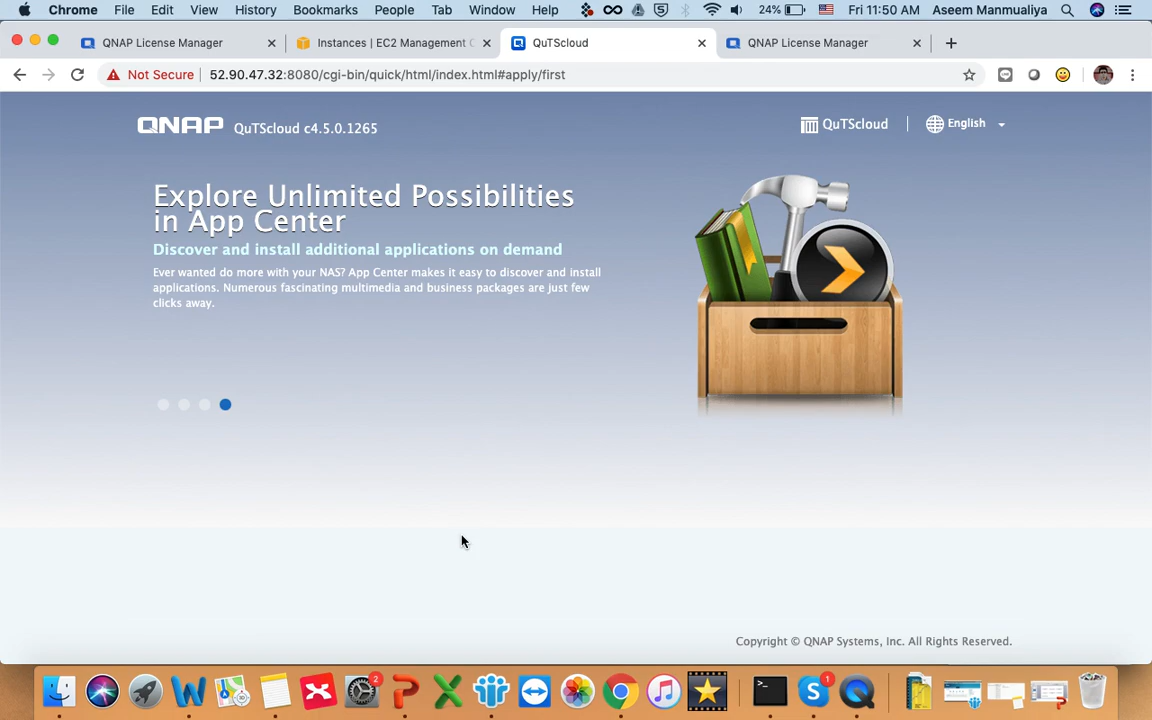 Chrome File Edit View History Bookmarks People Tab Window Help 24% Fri 11:50 AM Aseem Manmualiya
QNAP License Manager Instances | EC2 Management C QuTScloud QNAP License Manager
Not Secure 52.90.47.32:8080/cgi-bin/quick/html/index.html#apply/first
QNAP QuTScloud c4.5.0.1265 QuTScloud English
Explore Unlimited Possibilities
in App Center
Discover and install additional applications on demand
Ever wanted do more with your NAS? App Center makes it easy to discover and install
applications. Numerous fascinating multimedia and business packages are just few
clicks away.
Copyright © QNAP Systems, Inc. All Rights Reserved.
2
1